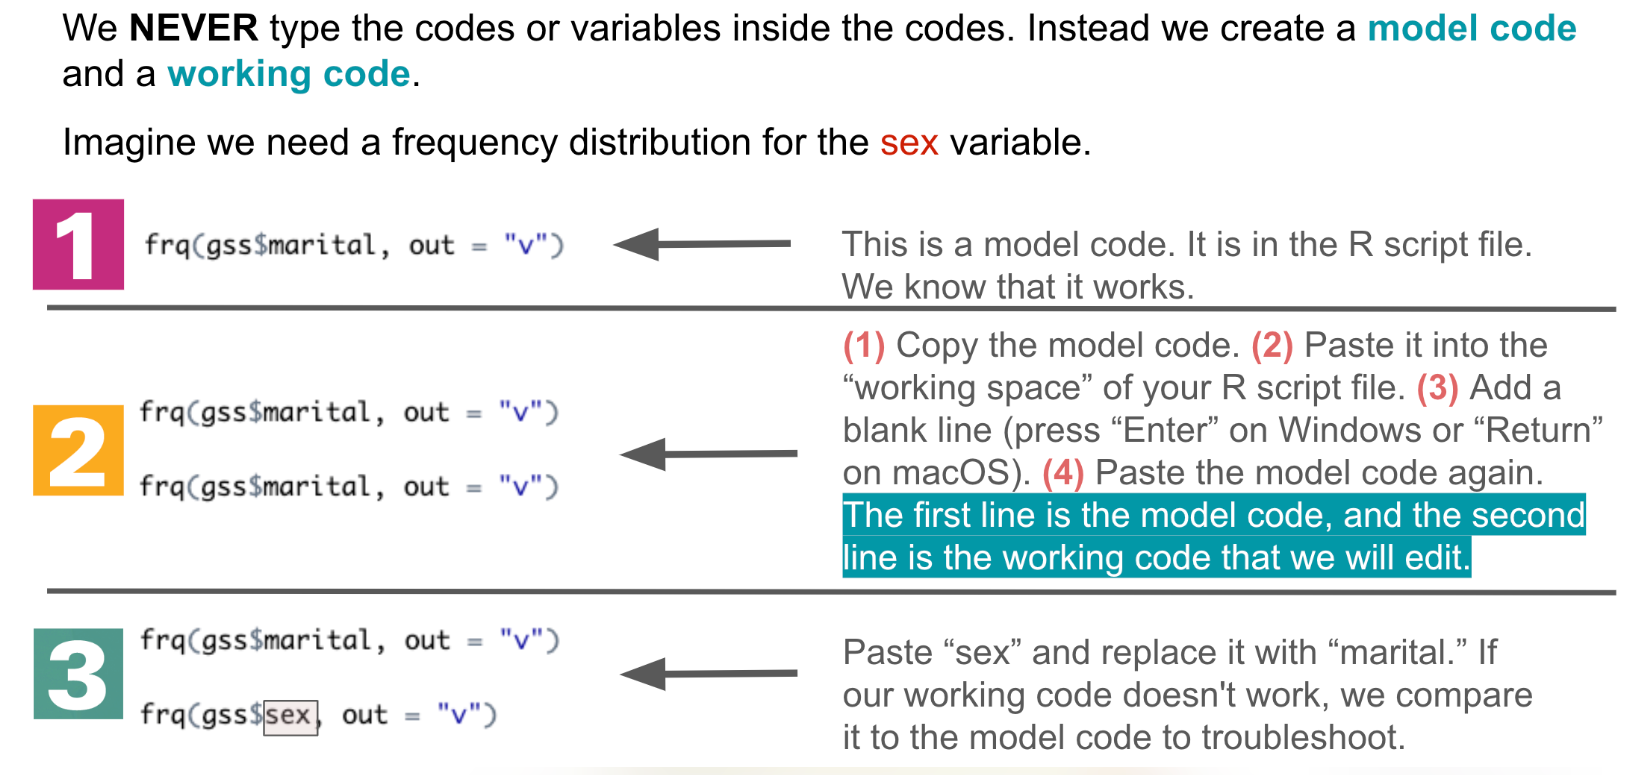 We NEVER type the codes or variables inside the codes. Instead we create a model code
and a working code.
Imagine we need a frequency distribution for the sex variable.
1
frq(gss$marital, out = "v")
This is a model code. It is in the R script file.
We know that it works.
2
frq(gss$marital, out = "v")
frq(gss$marital, out = "v")
(1) Copy the model code. (2) Paste it into the
“working space” of your R script file. (3) Add a
blank line (press “Enter” on Windows or “Return”
on macOS). (4) Paste the model code again.
The first line is the model code, and the second
line is the working code that we will edit.
3
frq(gss$marital, out = "v")
frq(gss$sex, out = "v")
Paste “sex” and replace it with “marital.” If
our working code doesn't work, we compare
it to the model code to troubleshoot.